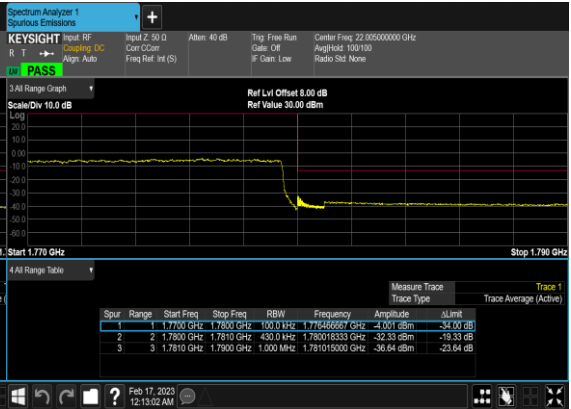 Spectrum Analyzer 1
Spurious Emissions
KEYSIGHT Input: RF
R T Coupling: DC
Align: Auto
Input Z: 50 Ω
Corr CCorr
Freq Ref: Int (S)
Atten: 40 dB
Trig: Free Run
Gate: Off
IF Gain: Low
Center Freq: 22.005000000 GHz
Avg|Hold: 100/100
Radio Std: None
PASS
3 All Range Graph
Ref Lvl Offset 8.00 dB
Scale/Div 10.0 dB
Ref Value 30.00 dBm
Log
20.0
10.0
0.00
-10.0
-20.0
-30.0
-40.0
-50.0
-60.0
Start 1.770 GHz
Stop 1.790 GHz
4 All Range Table
Measure Trace Trace 1
Trace Type Trace Average (Active)
Spur Range Start Freq Stop Freq RBW Frequency Amplitude ΔLimit
1 1 1.7700 GHz 1.7800 GHz 100.0 kHz 1.776466667 GHz -4.001 dBm -34.00 dB
2 2 1.7800 GHz 1.7810 GHz 430.0 kHz 1.780018333 GHz -32.33 dBm -19.33 dB
3 3 1.7810 GHz 1.7900 GHz 1.000 MHz 1.781015000 GHz -36.64 dBm -23.64 dB
Feb 17, 2023
12:13:02 AM